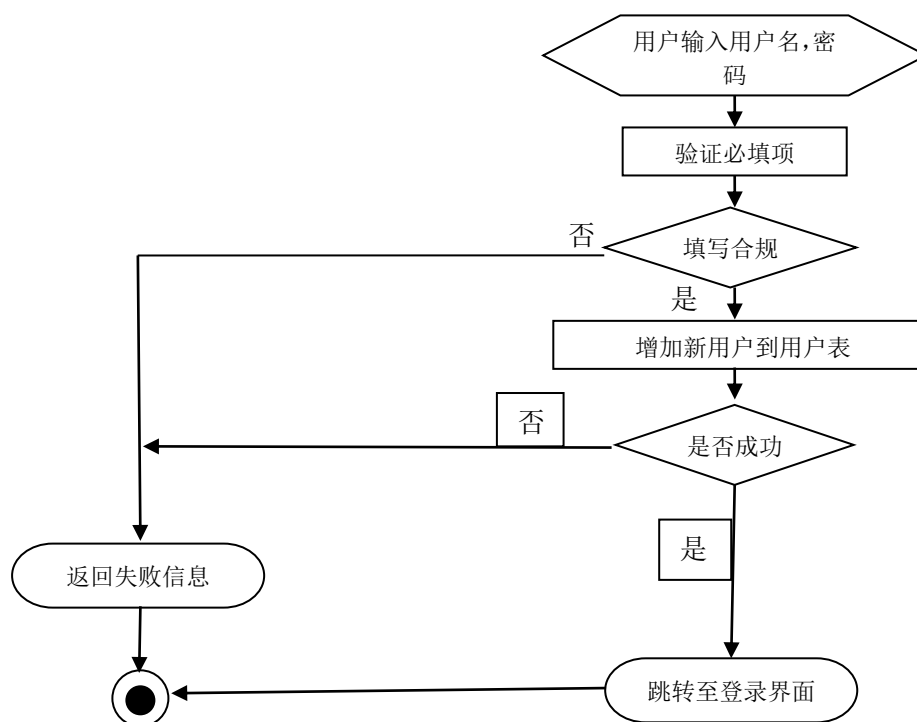 用户输入用户名,密
码
验证必填项
否
填写合规
是
增加新用户到用户表
否
是否成功
是
返回失败信息
跳转至登录界面